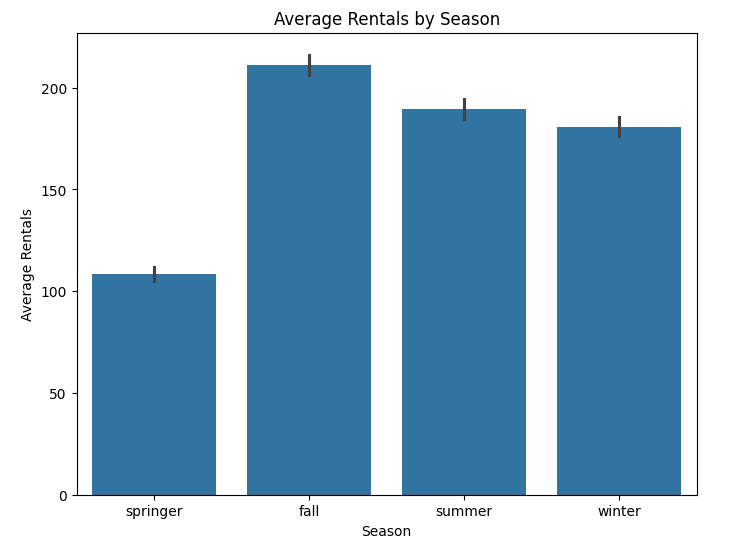 Average Rentals by Season
Average Rentals
200
150
100
50
0
springer fall summer winter
Season